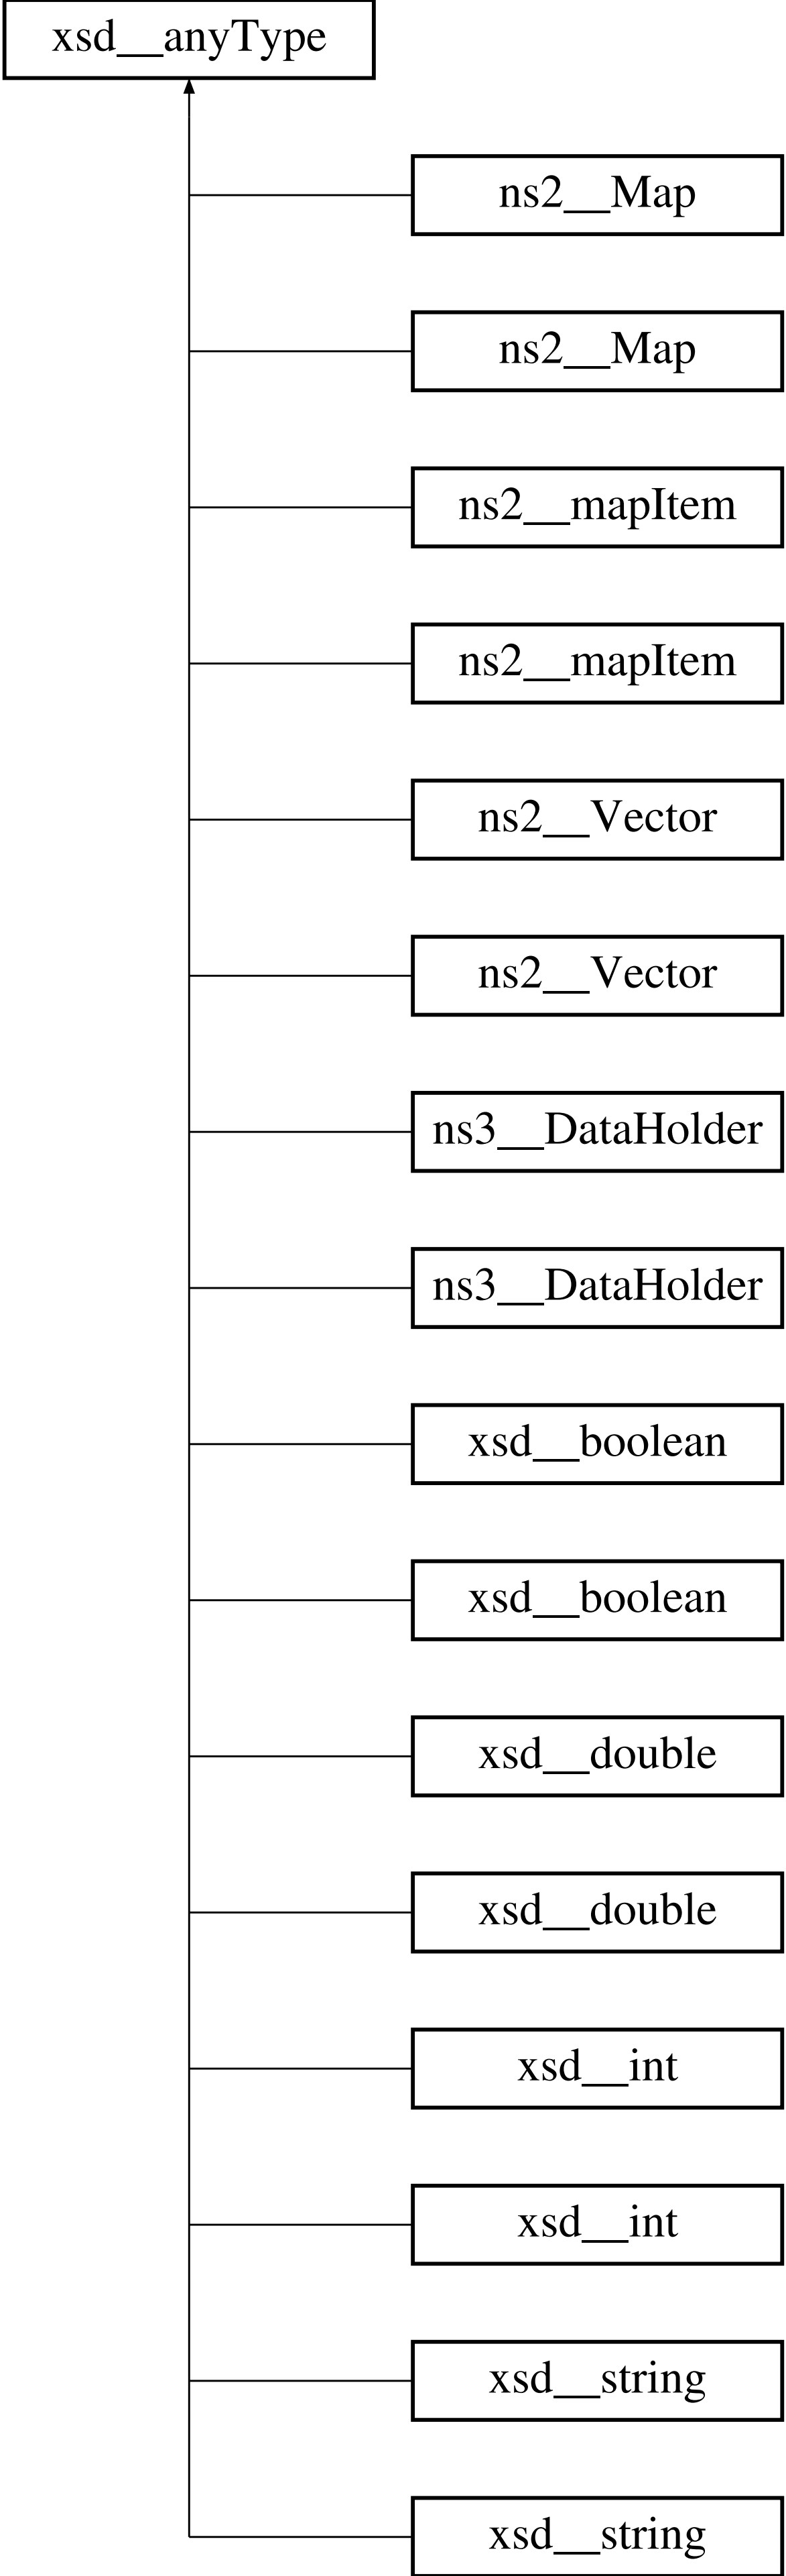 xsd__anyType
ns2__Map
ns2__Map
ns2__mapItem
ns2__mapItem
ns2__Vector
ns2__Vector
ns3__DataHolder
ns3__DataHolder
xsd__boolean
xsd__boolean
xsd__double
xsd__double
xsd__int
xsd__int
xsd__string
xsd__string